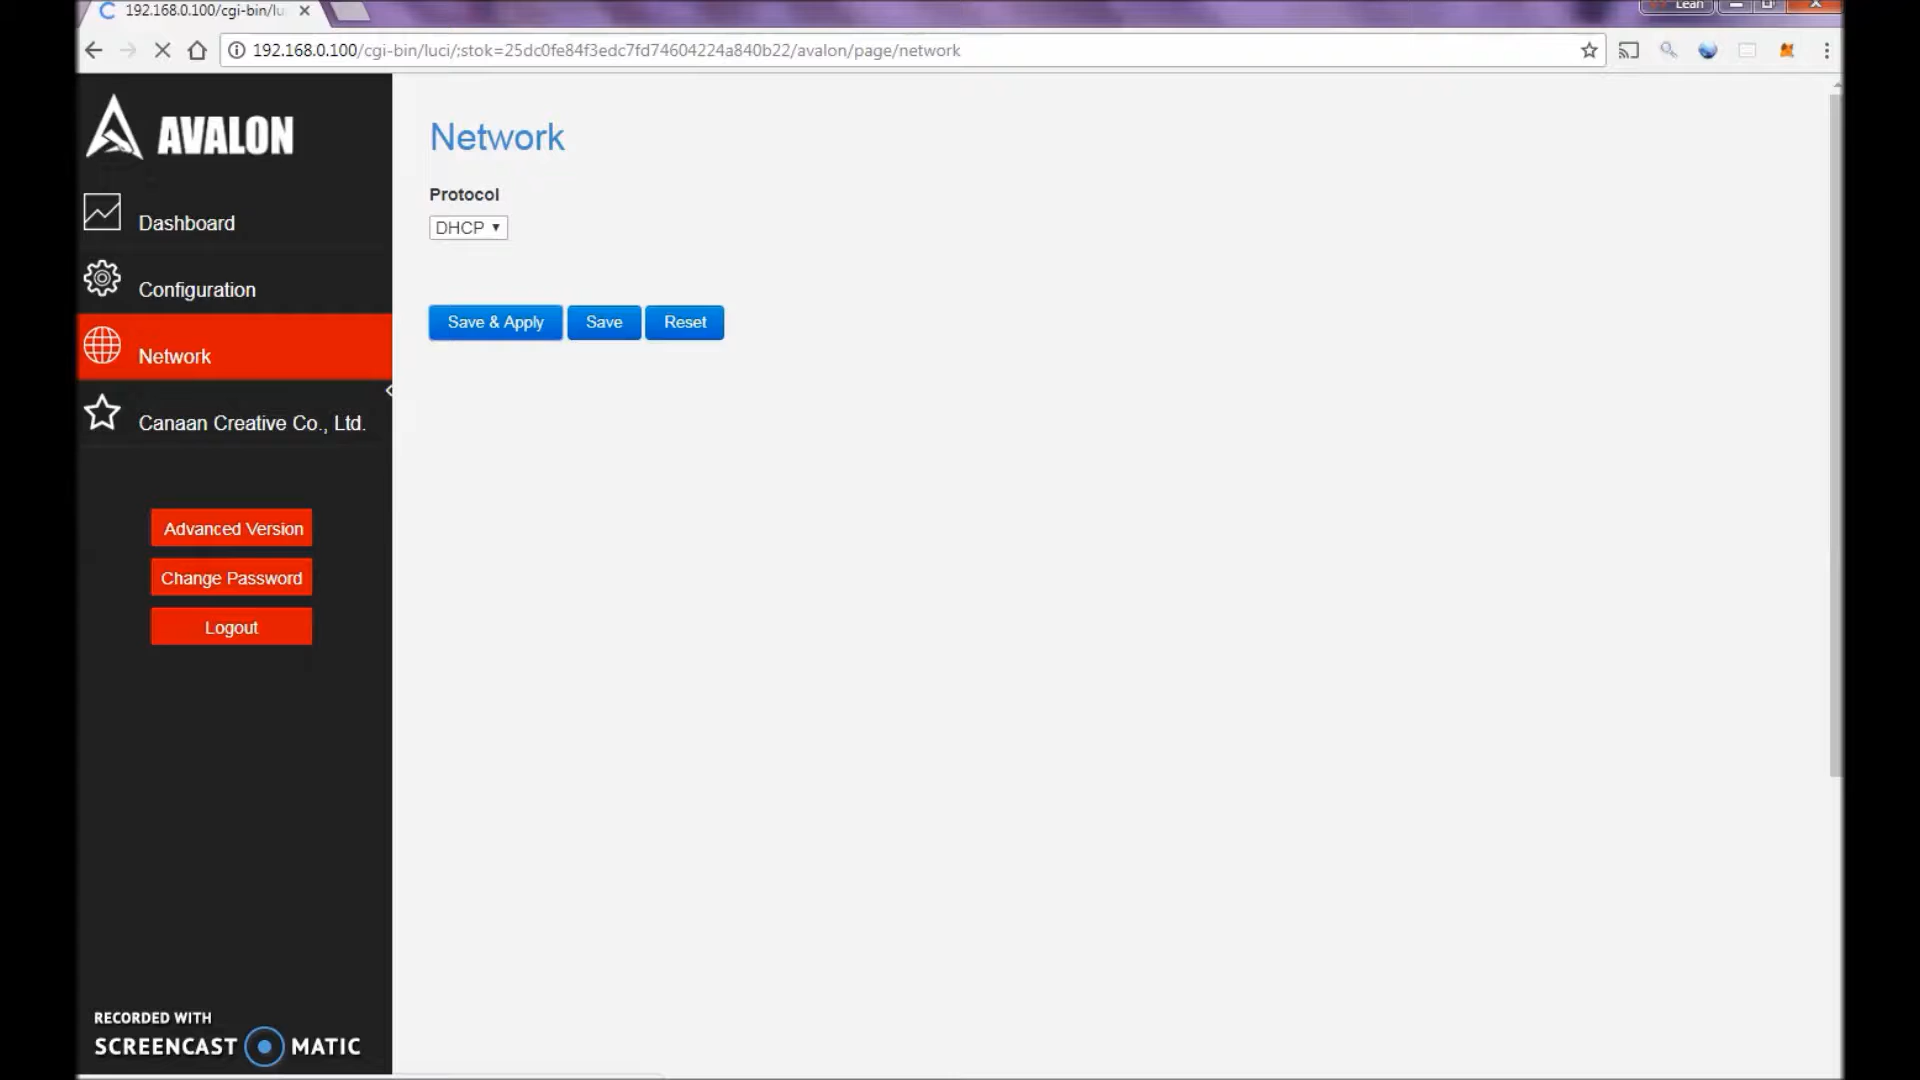 192.168.0.100/cgi-bin/lu
Leah
192.168.0.100/cgi-bin/luci/;stok=25dc0fe84f3edc7fd74604224a840b22/avalon/page/network
AVALON
Dashboard
Configuration
Network
Canaan Creative Co., Ltd.
Advanced Version
Change Password
Logout
Network
Protocol
DHCP
Save & Apply
Save
Reset
RECORDED WITH
SCREENCAST MATIC